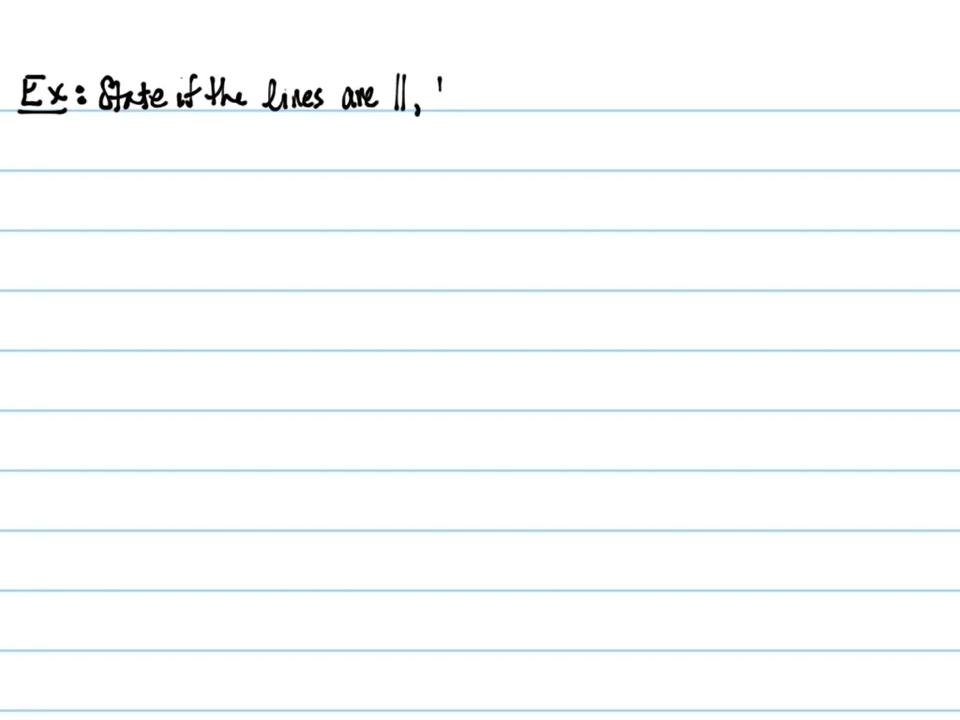 Ex: State if the lines are ||, '